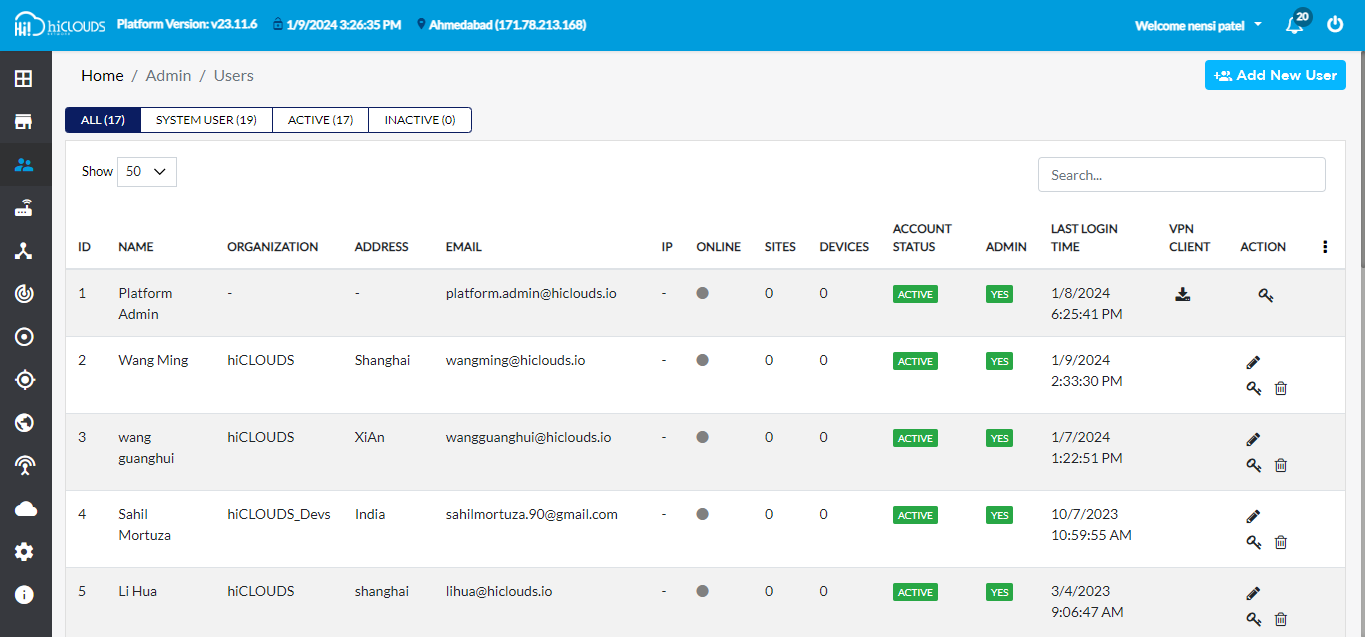 Hi! hiCLOUDS NETWORK Platform Version: v23.11.6 1/9/2024 3:26:35 PM Ahmedabad (171.78.213.168) Welcome nensi patel 20
Home / Admin / Users Add New User
ALL (17) SYSTEM USER (19) ACTIVE (17) INACTIVE (0)
Show 50 Search...
ID NAME ORGANIZATION ADDRESS EMAIL IP ONLINE SITES DEVICES ACCOUNT STATUS ADMIN LAST LOGIN TIME VPN CLIENT ACTION
1 Platform Admin - - platform.admin@hiclouds.io - 0 0 ACTIVE YES 1/8/2024 6:25:41 PM
2 Wang Ming hiCLOUDS Shanghai wangming@hiclouds.io - 0 0 ACTIVE YES 1/9/2024 2:33:30 PM
3 wang guanghui hiCLOUDS XiAn wangguanghui@hiclouds.io - 0 0 ACTIVE YES 1/7/2024 1:22:51 PM
4 Sahil Mortuza hiCLOUDS_Devs India sahilmortuza.90@gmail.com - 0 0 ACTIVE YES 10/7/2023 10:59:55 AM
5 Li Hua hiCLOUDS shanghai lihua@hiclouds.io - 0 0 ACTIVE YES 3/4/2023 9:06:47 AM